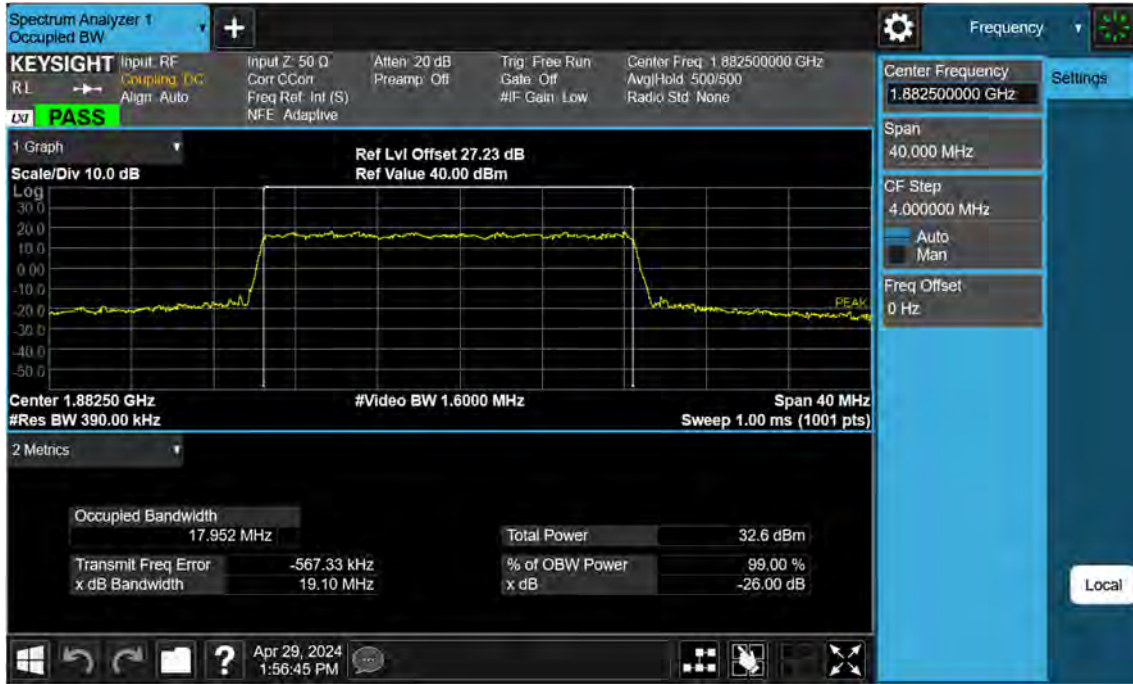 Spectrum Analyzer 1
Occupied BW
+
Frequency
KEYSIGHT
RL
Input: RF
Coupling: DC
Align: Auto
Input Z: 50 Ω
Corr CCorr
Freq Ref: Int (S)
NFE: Adaptive
Atten: 20 dB
Preamp: Off
Trig: Free Run
Gate: Off
#IF Gain: Low
Center Freq: 1.882500000 GHz
Avg|Hold: 500/500
Radio Std: None
LXI PASS
Center Frequency
1.882500000 GHz
Settings
Span
40.000 MHz
CF Step
4.000000 MHz
Auto
Man
Freq Offset
0 Hz
Local
1 Graph
Scale/Div 10.0 dB
Ref Lvl Offset 27.23 dB
Ref Value 40.00 dBm
Log
30.0
20.0
10.0
0.00
-10.0
-20.0
-30.0
-40.0
-50.0
PEAK
Center 1.88250 GHz
#Video BW 1.6000 MHz
Span 40 MHz
#Res BW 390.00 kHz
Sweep 1.00 ms (1001 pts)
2 Metrics
Occupied Bandwidth
17.952 MHz
Total Power 32.6 dBm
Transmit Freq Error -567.33 kHz
% of OBW Power 99.00 %
x dB Bandwidth 19.10 MHz
x dB -26.00 dB
?
Apr 29, 2024
1:56:45 PM